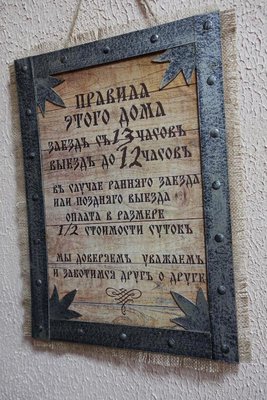 ПРАВИЛА
ЭТОГО ДОМА
ЗАЕЗДЪ СЪ 13 ЧАСОВЪ
ВЫЕЗДЪ ДО 12 ЧАСОВЪ
ВЪ СЛУЧАЕ РАННЯГО ЗАЕЗДА
ИЛИ ПОЗДНЯГО ВЫЕЗДА
ОПЛАТА В РАЗМЕРЕ
1/2 СТОИМОСТИ СУТОКЪ
МЫ ДОВЕРЯЕМЪ УВАЖАЕМЪ
И ЗАБОТИМСЯ ДРУГЪ О ДРУГЕ